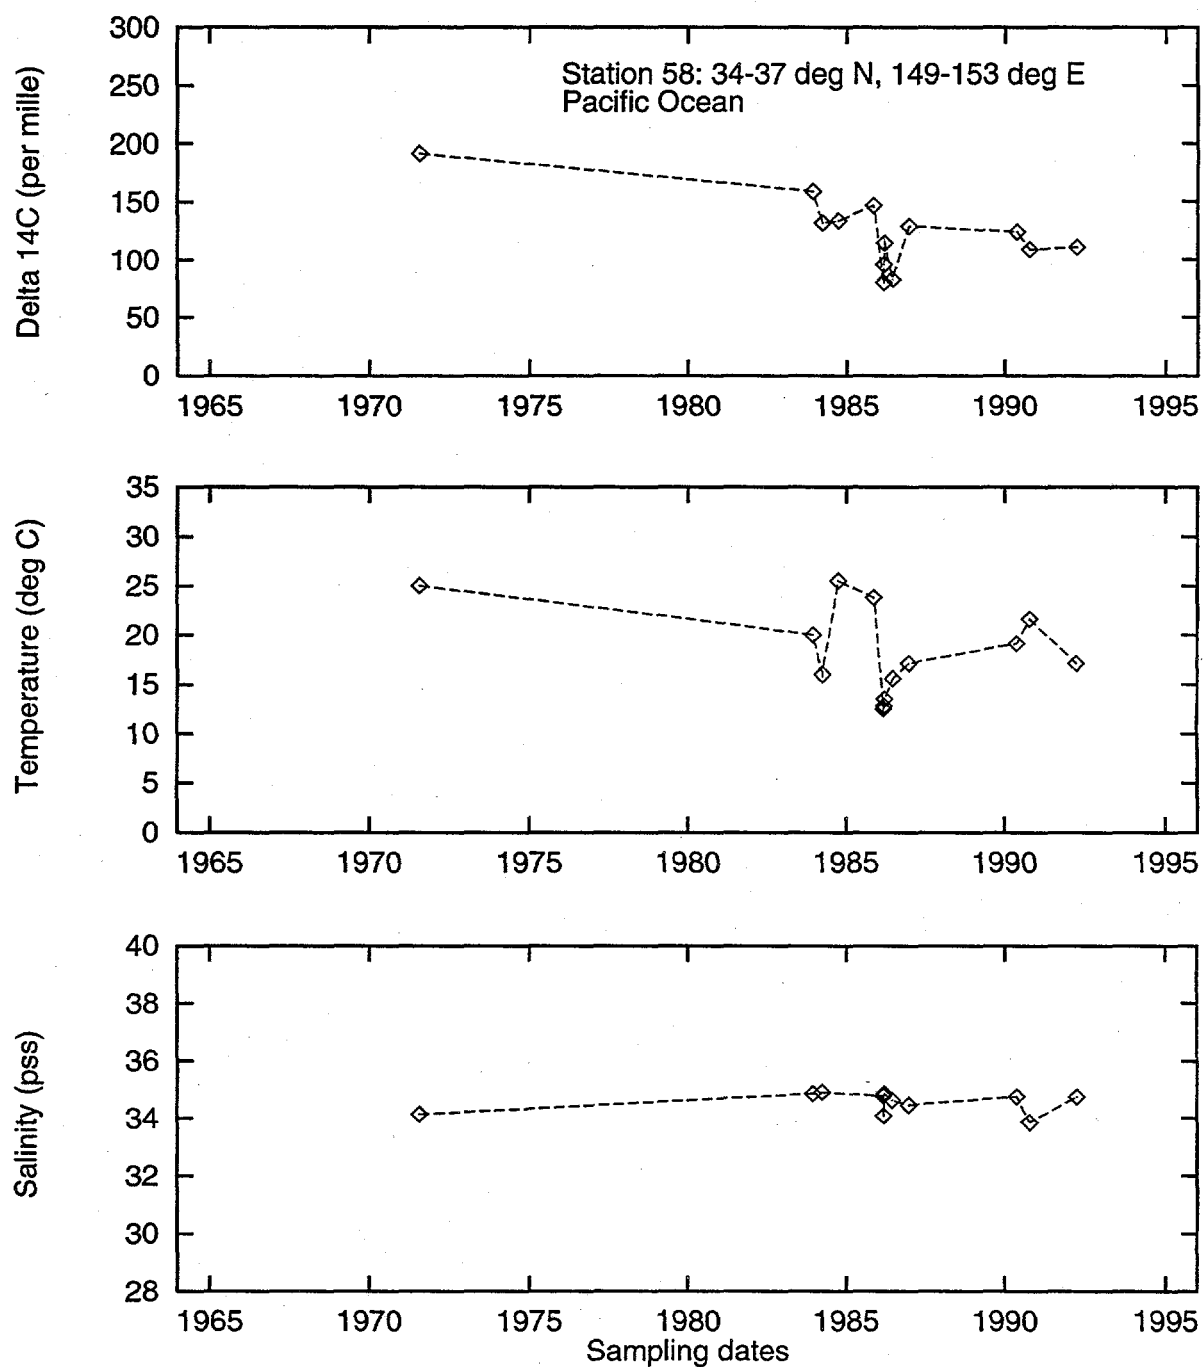 Delta 14C (per mille)
300
250
200
150
100
50
0
Station 58: 34-37 deg N, 149-153 deg E
Pacific Ocean
1965 1970 1975 1980 1985 1990 1995
Temperature (deg C)
35
30
25
20
15
10
5
0
1965 1970 1975 1980 1985 1990 1995
Salinity (pss)
40
38
36
34
32
30
28
1965 1970 1975 1980 1985 1990 1995
Sampling dates